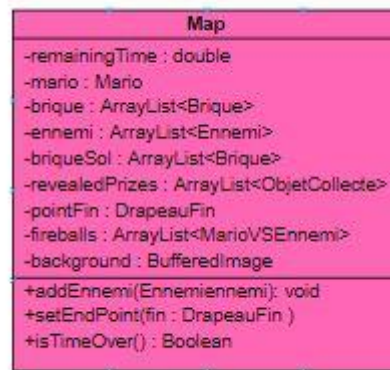 Map
-remainingTime : double
-mario : Mario
-brique : ArrayList<Brique>
-ennemi : ArrayList<Ennemi>
-briqueSol : ArrayList<Brique>
-revealedPrizes : ArrayList<ObjetCollecte>
-pointFin : DrapeauFin
-fireballs : ArrayList<MarioVSEnnemi>
-background : BufferedImage
+addEnnemi(Ennemiennemi): void
+setEndPoint(fin : DrapeauFin )
+isTimeOver() : Boolean